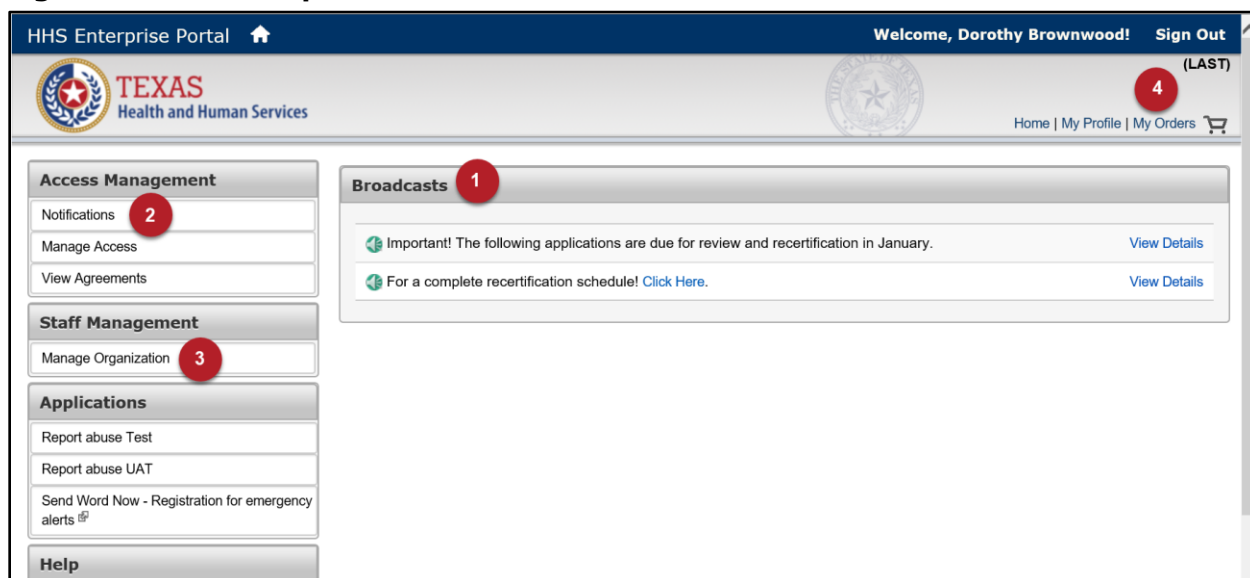 HHS Enterprise Portal
Welcome, Dorothy Brownwood! Sign Out
(LAST)
TEXAS
Health and Human Services
4
Home | My Profile | My Orders
Access Management
Notifications 2
Manage Access
View Agreements
Staff Management
Manage Organization 3
Applications
Report abuse Test
Report abuse UAT
Send Word Now - Registration for emergency
alerts
Help
Broadcasts 1
Important! The following applications are due for review and recertification in January. View Details
For a complete recertification schedule! Click Here. View Details